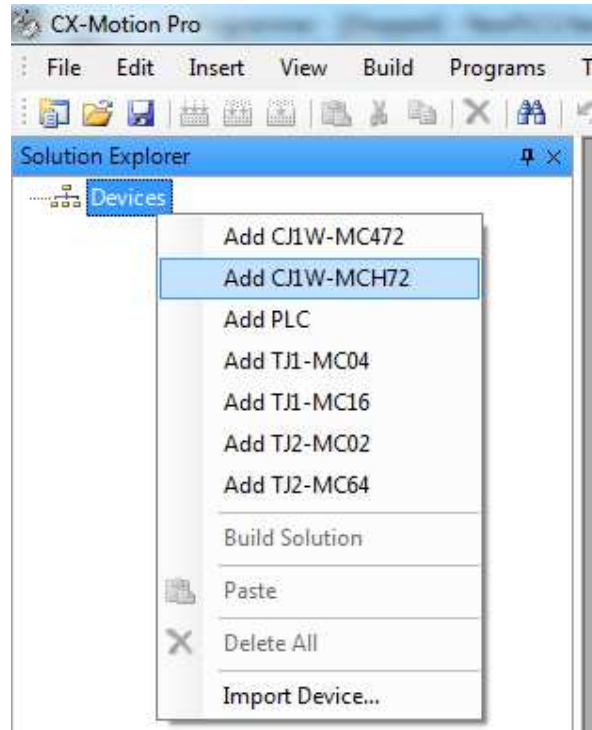 CX-Motion Pro
File Edit Insert View Build Programs T
Solution Explorer
Devices
Add CJ1W-MC472
Add CJ1W-MCH72
Add PLC
Add TJ1-MC04
Add TJ1-MC16
Add TJ2-MC02
Add TJ2-MC64
Build Solution
Paste
Delete All
Import Device...